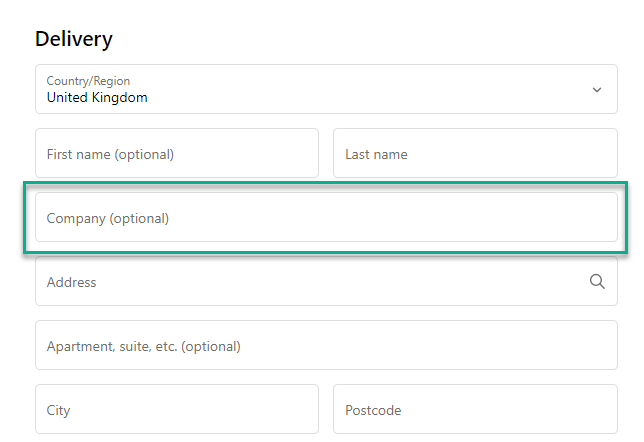 Delivery
Country/Region
United Kingdom
First name (optional)
Last name
Company (optional)
Address
Apartment, suite, etc. (optional)
City
Postcode